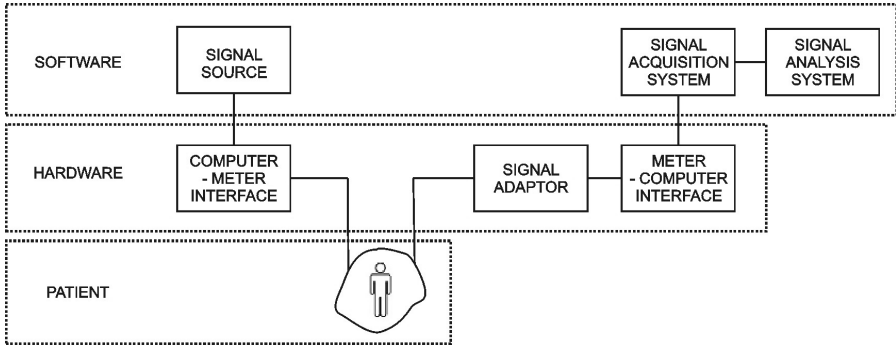 SOFTWARE
SIGNAL
SOURCE
SIGNAL
ACQUISITION
SYSTEM
SIGNAL
ANALYSIS
SYSTEM
HARDWARE
COMPUTER
- METER
INTERFACE
SIGNAL
ADAPTOR
METER
- COMPUTER
INTERFACE
PATIENT